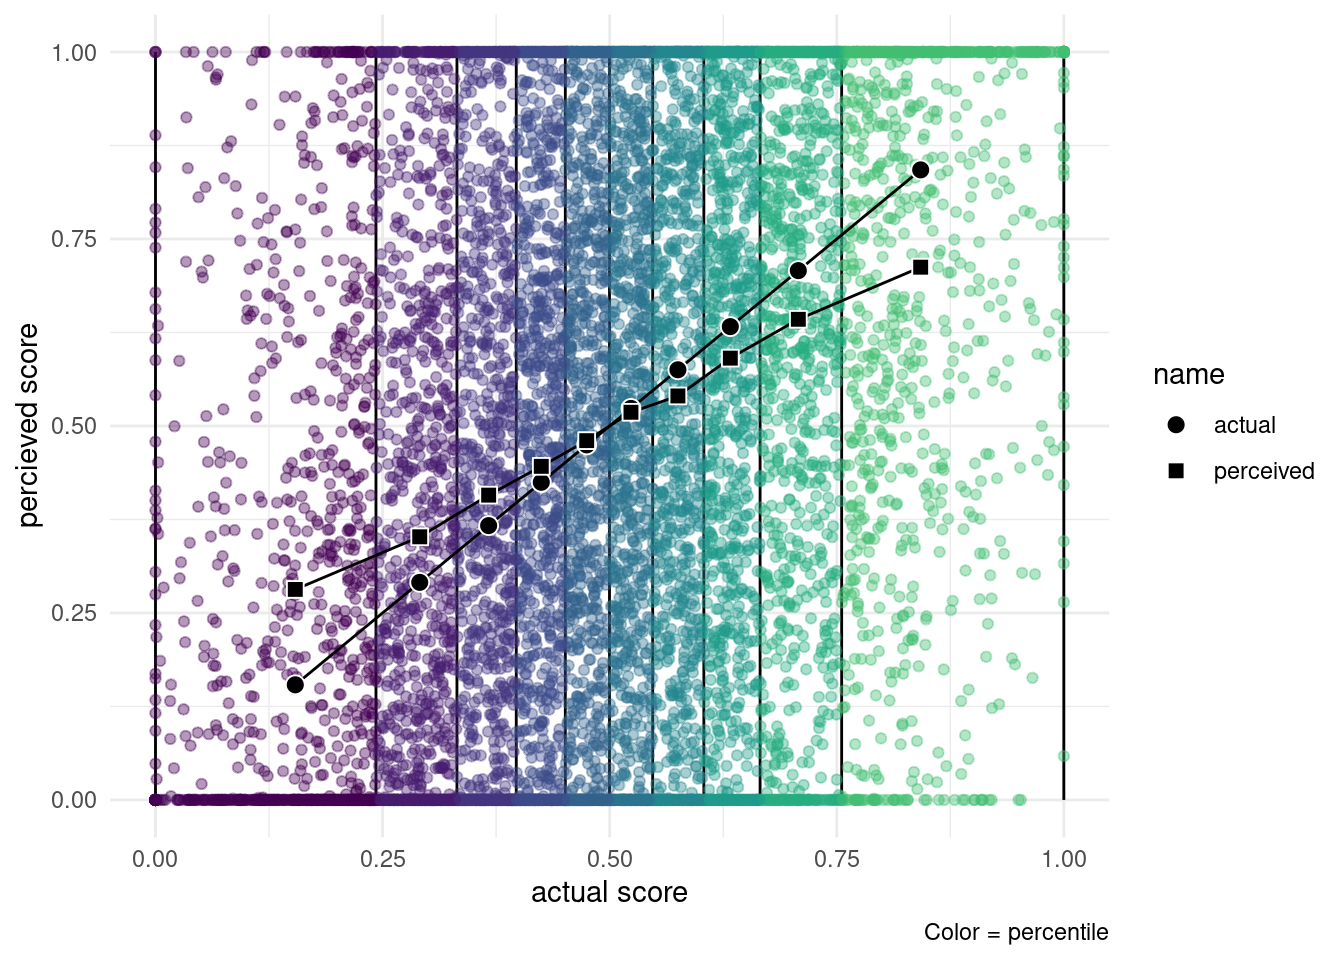 1.00
0.75
0.50
0.25
0.00
percieved score
0.00 0.25 0.50 0.75 1.00
actual score
name
actual
perceived
Color = percentile